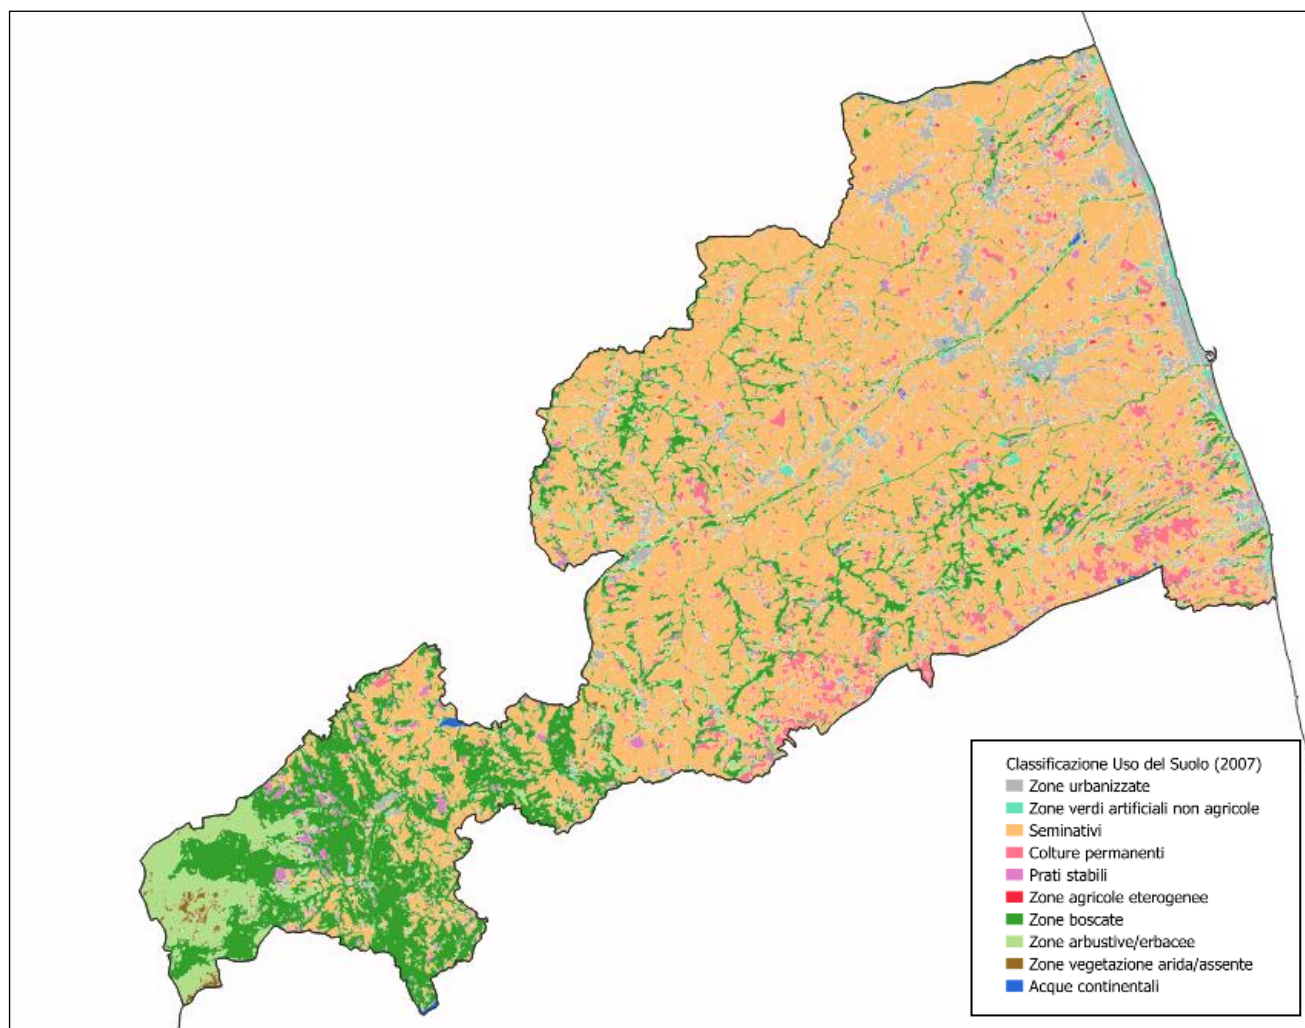 Classificazione Uso del Suolo (2007)
Zone urbanizzate
Zone verdi artificiali non agricole
Seminativi
Colture permanenti
Prati stabili
Zone agricole eterogenee
Zone boscate
Zone arbustive/erbacee
Zone vegetazione arida/assente
Acque continentali